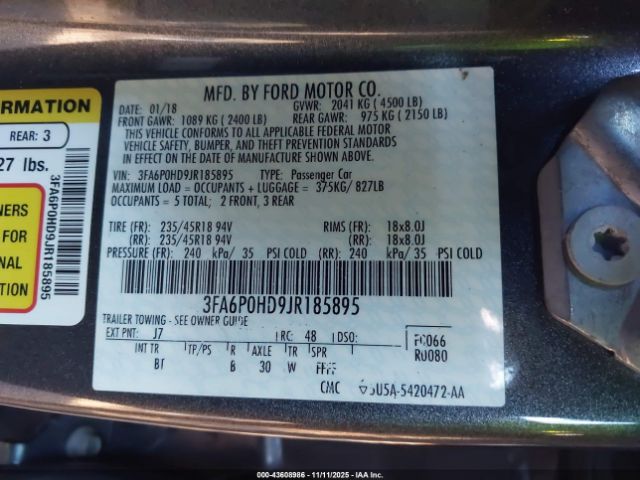 ORMATION
REAR: 3
27 lbs.
NERS
FOR
ONAL
ION
3FA6P0HD9JR185895
MFD. BY FORD MOTOR CO.
DATE: 01/18 GVWR: 2041 KG ( 4500 LB)
FRONT GAWR: 1089 KG ( 2400 LB) REAR GAWR: 975 KG ( 2150 LB)
THIS VEHICLE CONFORMS TO ALL APPLICABLE FEDERAL MOTOR
VEHICLE SAFETY, BUMPER, AND THEFT PREVENTION STANDARDS
IN EFFECT ON THE DATE OF MANUFACTURE SHOWN ABOVE.
VIN: 3FA6P0HD9JR185895 TYPE: Passenger Car
MAXIMUM LOAD = OCCUPANTS + LUGGAGE = 375KG/ 827LB
OCCUPANTS = 5 TOTAL; 2 FRONT, 3 REAR
TIRE (FR): 235/45R18 94V RIMS (FR): 18x8.0J
(RR): 235/45R18 94V (RR): 18x8.0J
PRESSURE (FR): 240 kPa/ 35 PSI COLD (RR): 240 kPa/ 35 PSI COLD
3FA6P0HD9JR185895
TRAILER TOWING - SEE OWNER GUIDE
EXT PNT: J7 RC: 48 DSO: F0066
R0080
INT TR TP/PS R AXLE TR SPR
BT B 30 W
CMC 5U5A-5420472-AA
000-43608986 - 11/11/2025 - IAA Inc.